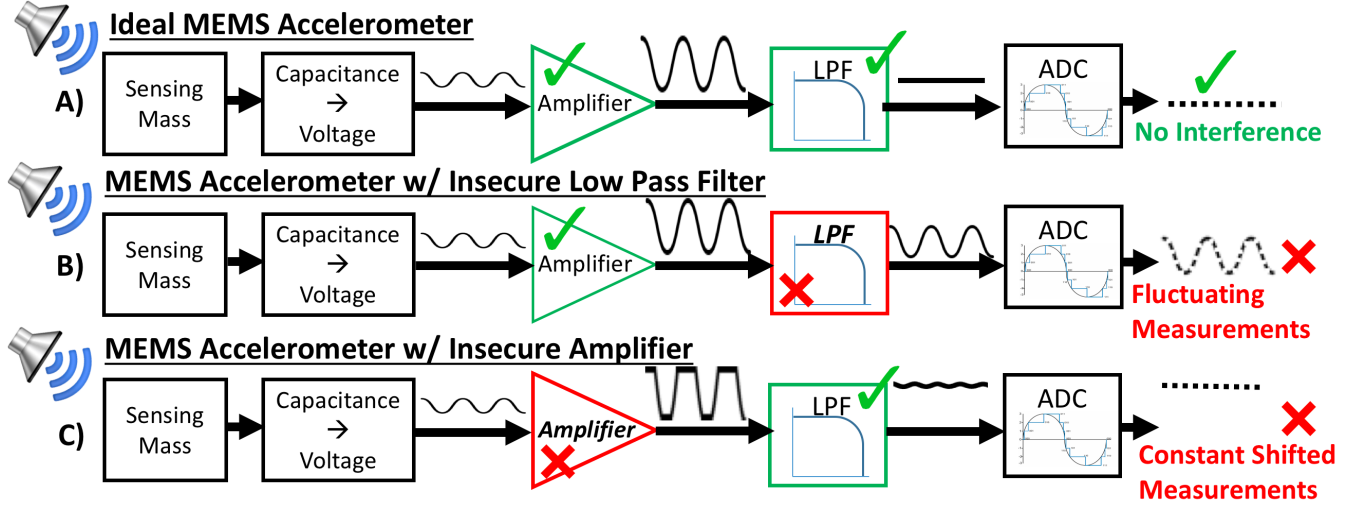 Ideal MEMS Accelerometer
A)
Sensing
Mass
Capacitance
→
Voltage
Amplifier
LPF
ADC
No Interference
MEMS Accelerometer w/ Insecure Low Pass Filter
B)
Sensing
Mass
Capacitance
→
Voltage
Amplifier
LPF
ADC
Fluctuating
Measurements
MEMS Accelerometer w/ Insecure Amplifier
C)
Sensing
Mass
Capacitance
→
Voltage
Amplifier
LPF
ADC
Constant Shifted
Measurements